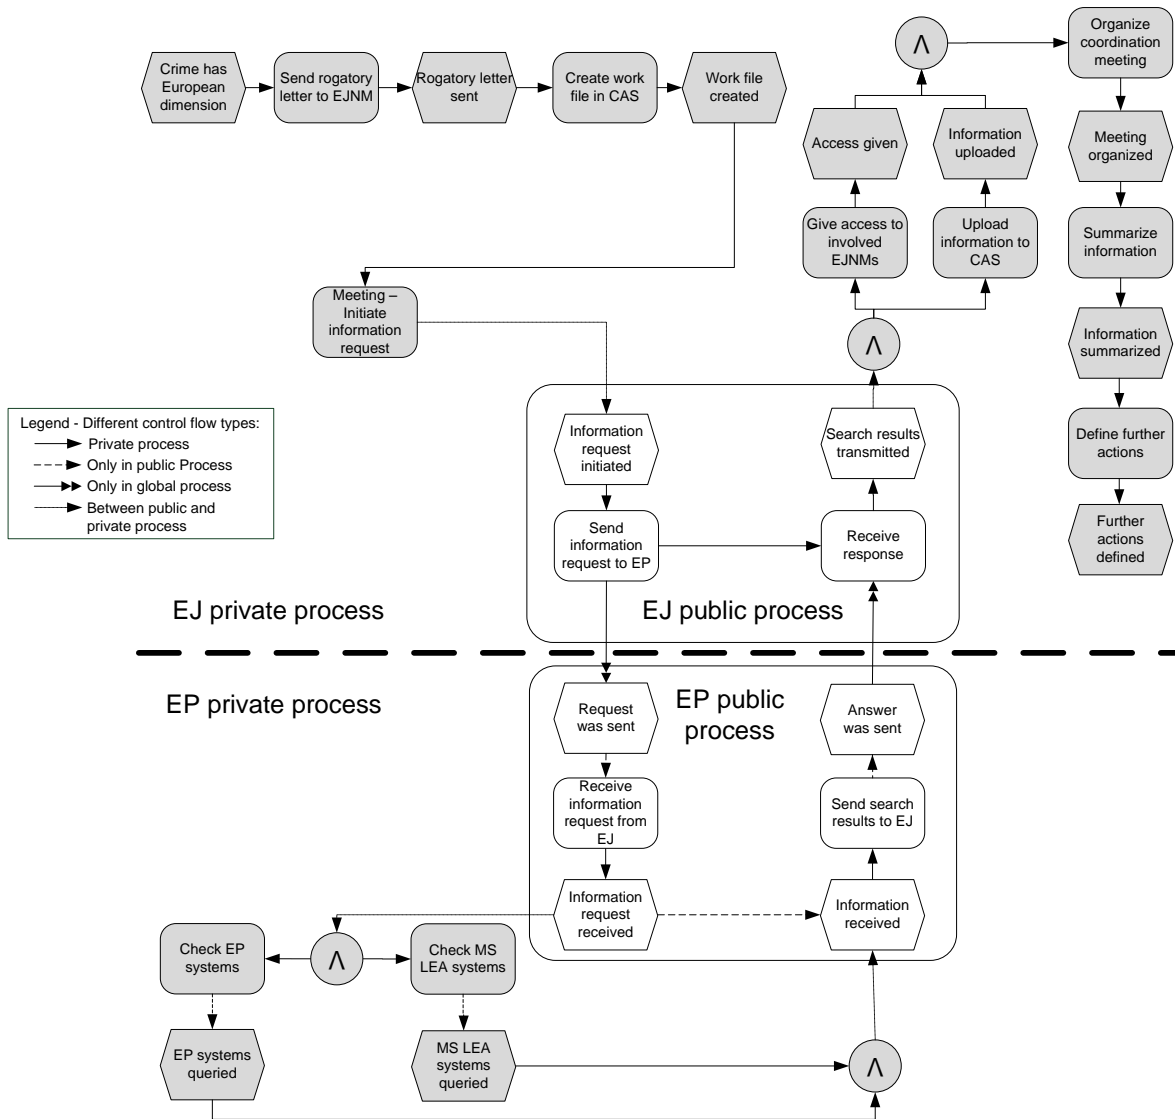 Crime has
European
dimension
Send rogatory
letter to EJNM
Rogatory letter
sent
Create work
file in CAS
Work file
created
Λ
Organize
coordination
meeting
Access given
Information
uploaded
Meeting
organized
Give access to
involved
EJNMs
Upload
information to
CAS
Summarize
information
Meeting –
Initiate
information
request
Λ
Information
summarized
Legend - Different control flow types:
Private process
Only in public Process
Only in global process
Between public and
private process
Information
request
initiated
Search results
transmitted
Define further
actions
Send
information
request to EP
Receive
response
Further
actions
defined
EJ private process
EJ public process
EP private process
EP public
process
Request
was sent
Answer
was sent
Receive
information
request from
EJ
Send search
results to EJ
Information
request
received
Information
received
Check EP
systems
Λ
Check MS
LEA systems
EP systems
queried
MS LEA
systems
queried
Λ